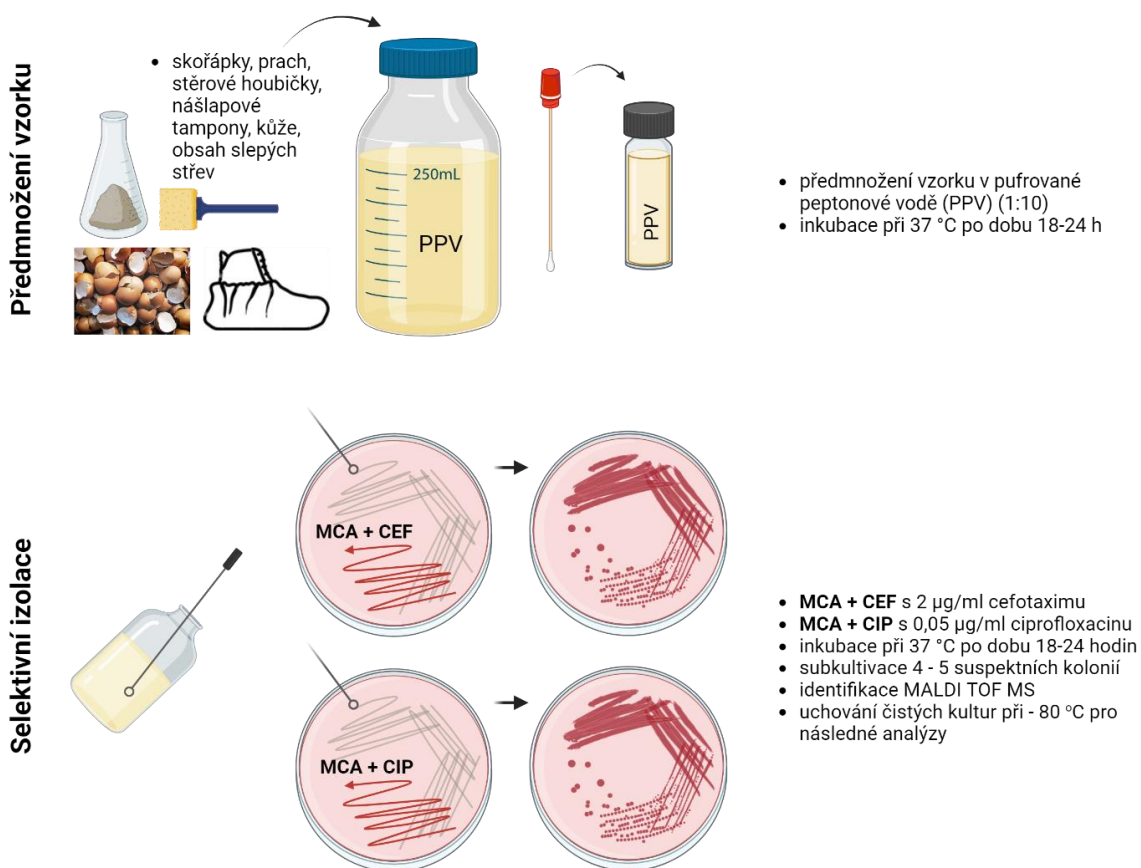 Předmnožení vzorku
• skořápky, prach,
stěrové houbičky,
nášlapové
tampony, kůže,
obsah slepých
střev
250mL
PPV
PPV
• předmnožení vzorku v pufrované
peptonové vodě (PPV) (1:10)
• inkubace při 37 °C po dobu 18-24 h
Selektivní izolace
MCA + CEF
MCA + CIP
• MCA + CEF s 2 µg/ml cefotaximu
• MCA + CIP s 0,05 µg/ml ciprofloxacinu
• inkubace při 37 °C po dobu 18-24 hodin
• subkultivace 4 - 5 suspektních kolonií
• identifikace MALDI TOF MS
• uchování čistých kultur při - 80 °C pro
následné analýzy